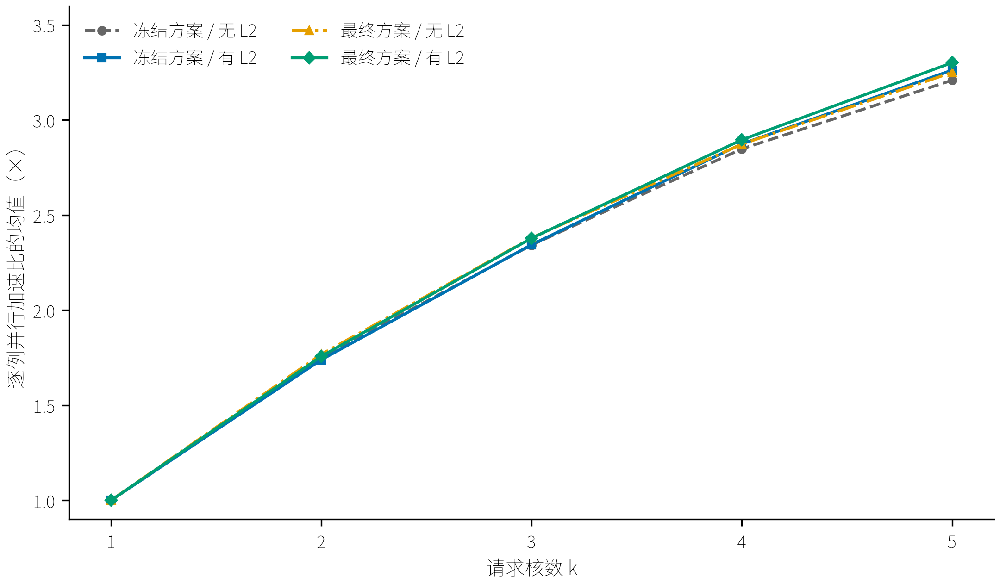 冻结方案 / 无 L2
冻结方案 / 有 L2
最终方案 / 无 L2
最终方案 / 有 L2
逐例并行加速比的均值（×）
3.5
3.0
2.5
2.0
1.5
1.0
1 2 3 4 5
请求核数 k